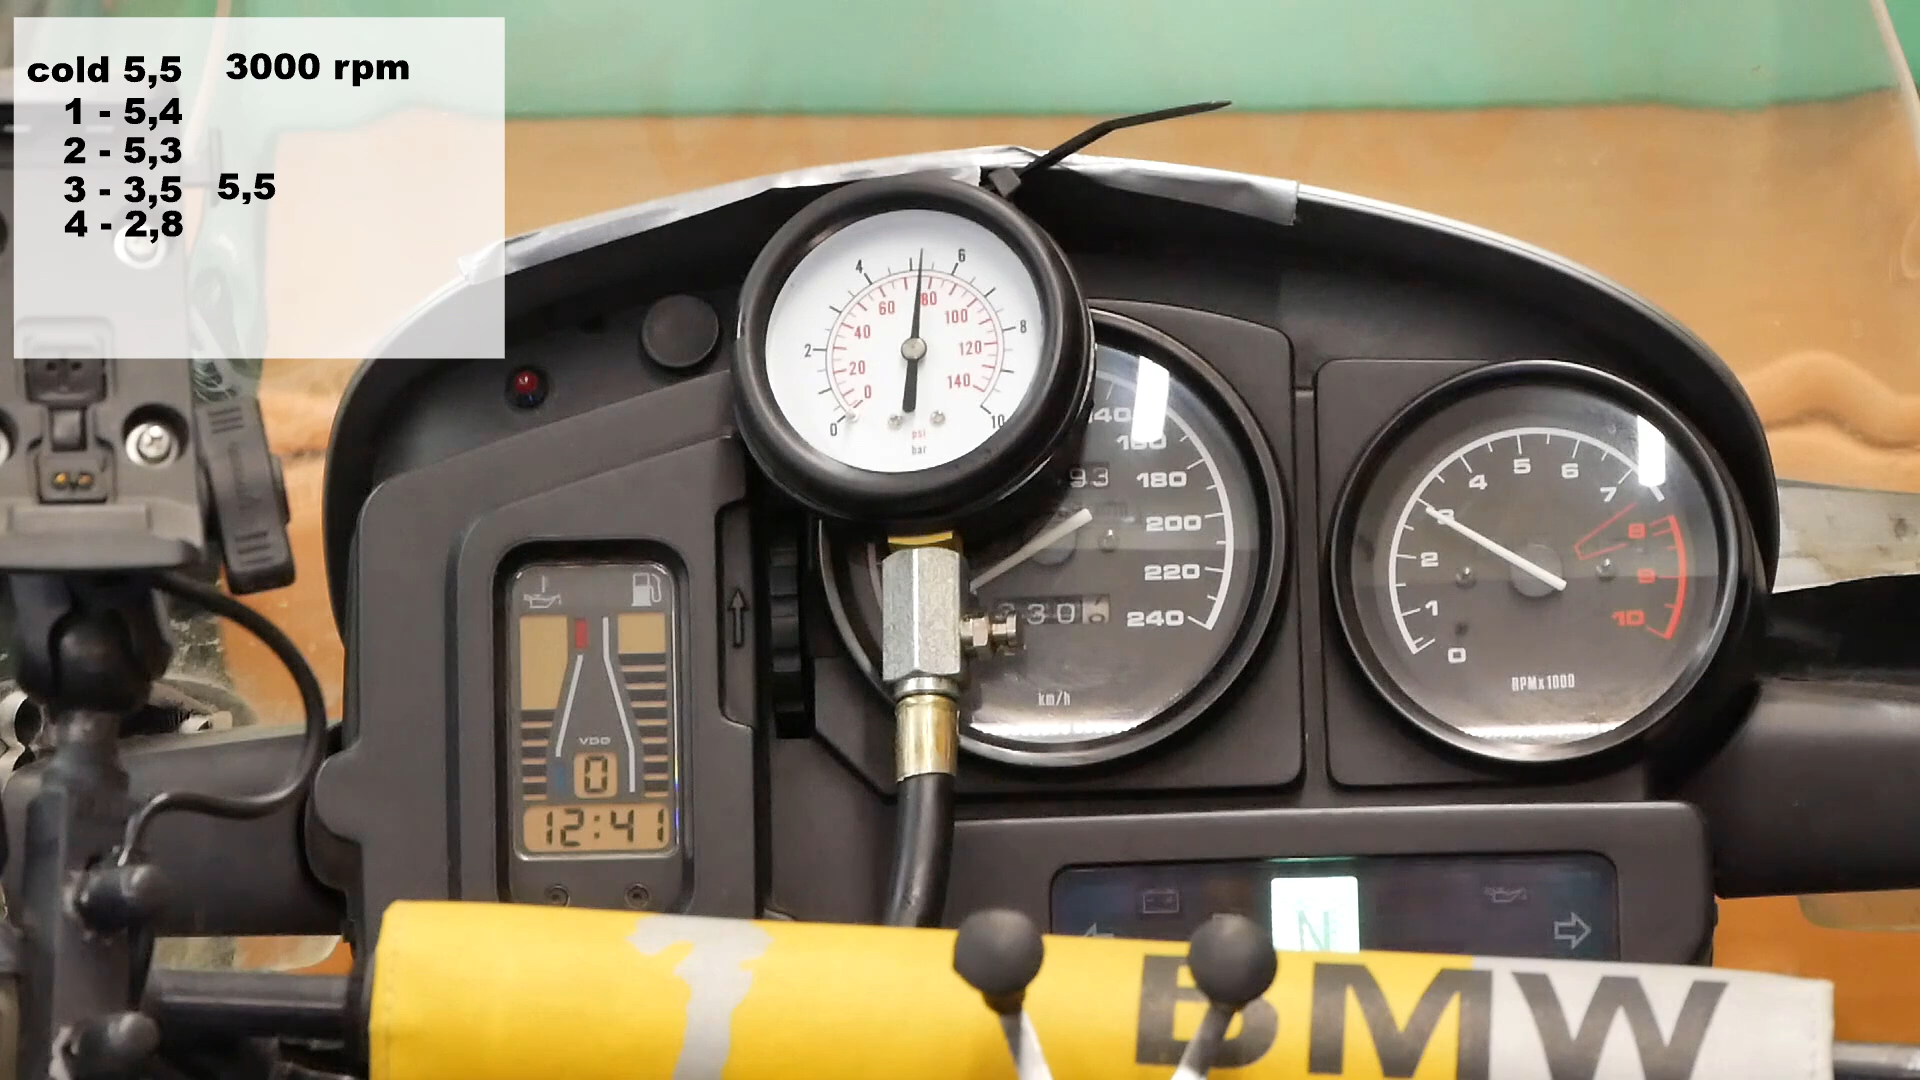 cold 5,5 3000 rpm
1 - 5,4
2 - 5,3
3 - 3,5 5,5
4 - 2,8
0 2 4 6 8 10
0 20 40 60 80 100 120 140
psi
bar
180
200
220
240
93
30
km/h
0 1 2 3 4 5 6 7 8 9 10
RPMx1000
VDO
0
12:41
N
BMW